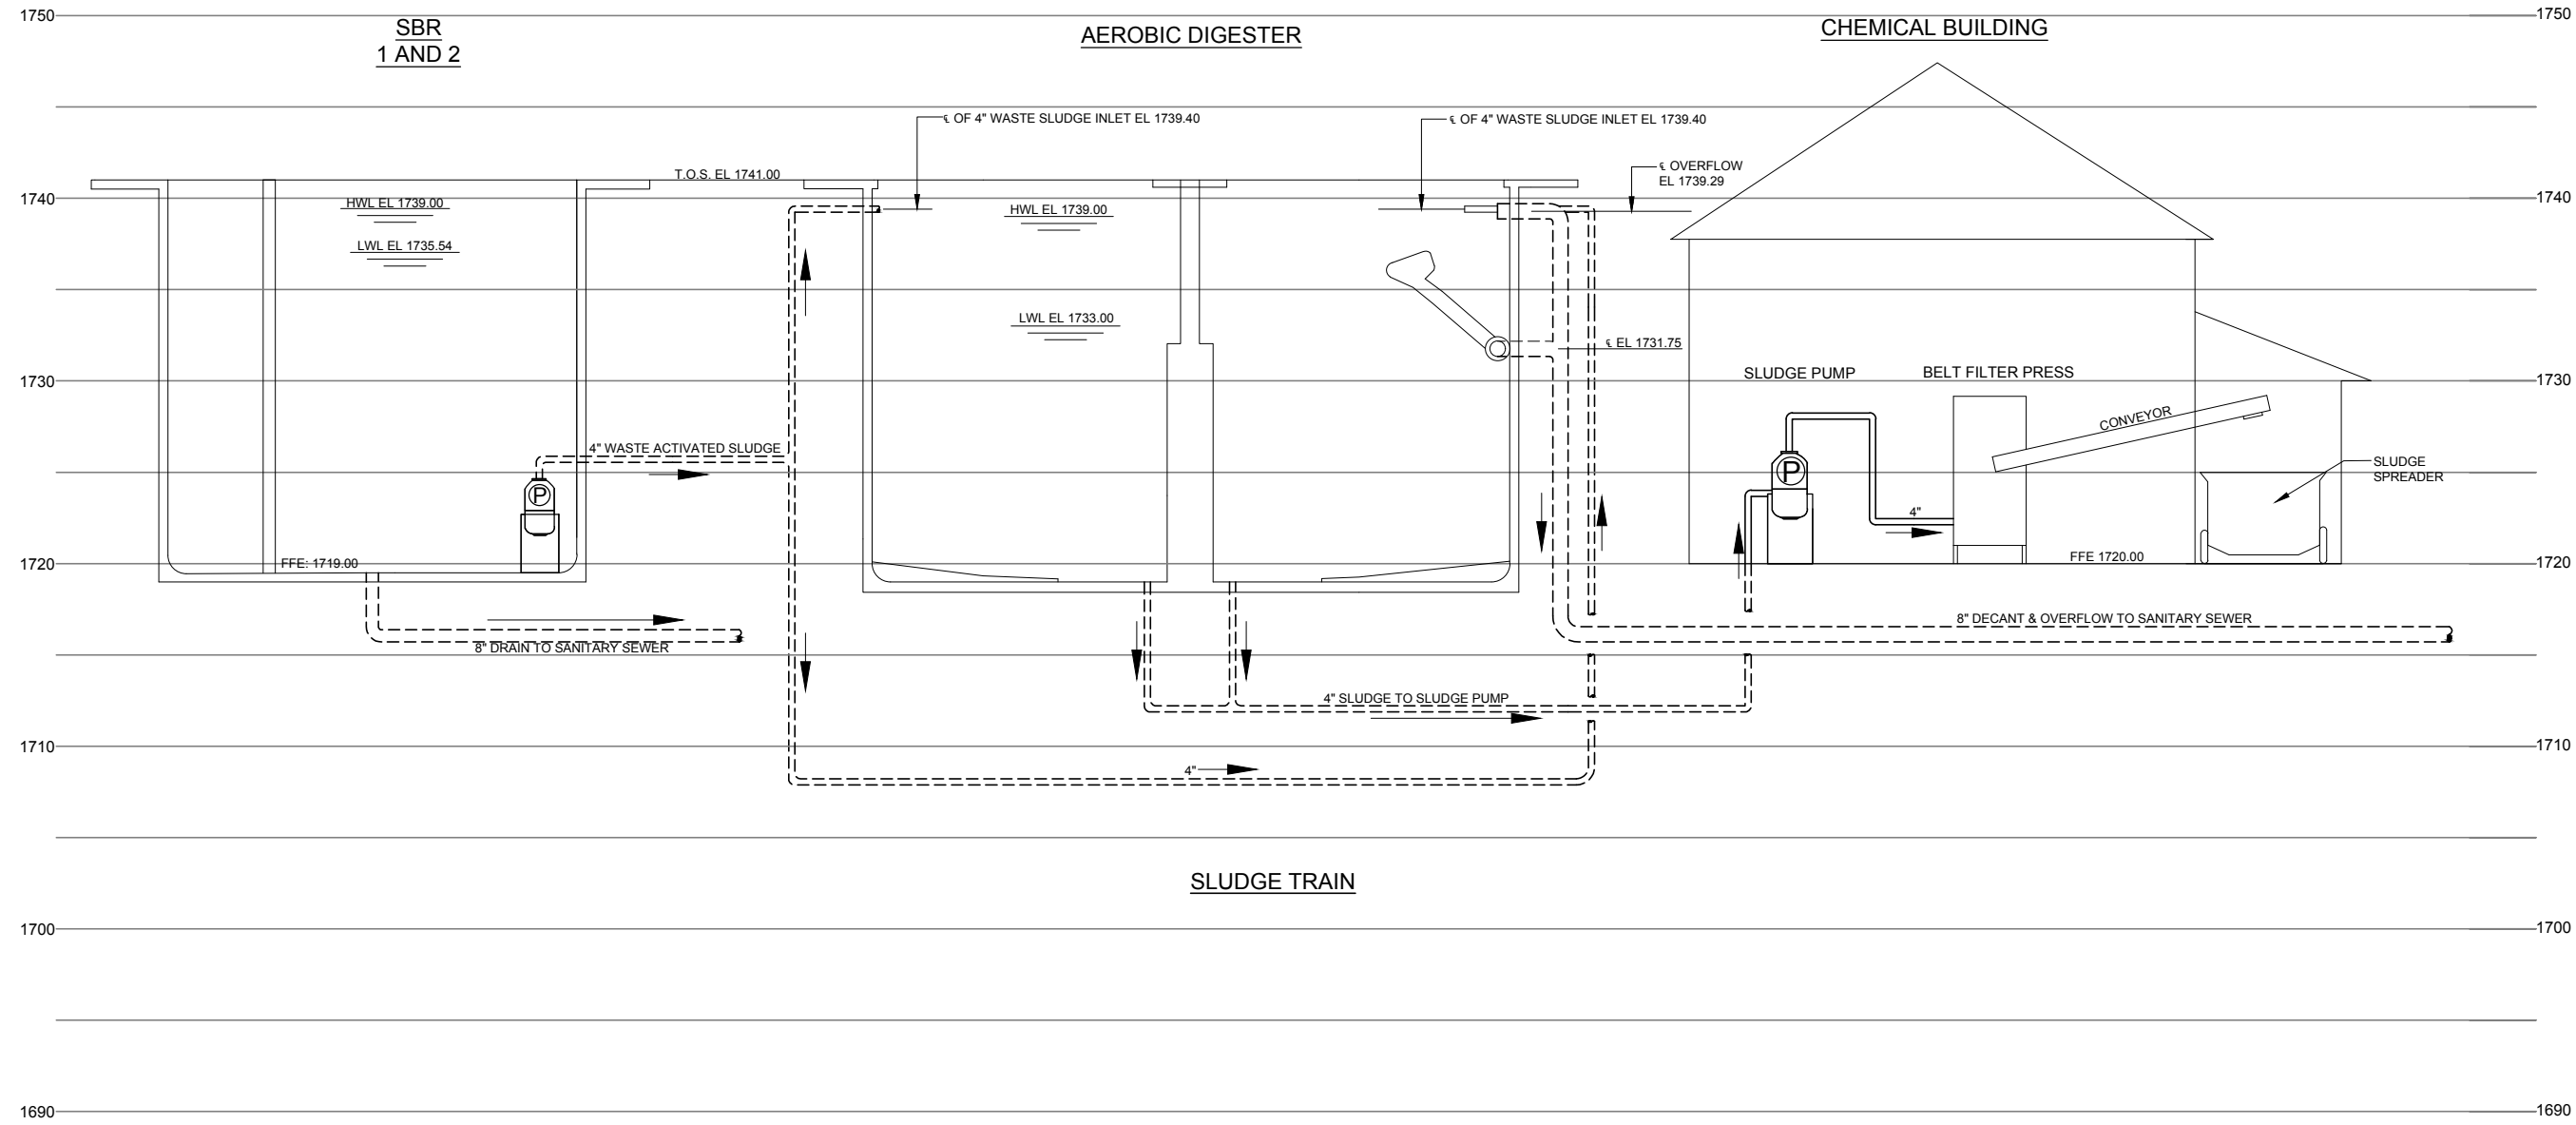 1750
1750
SBR
1 AND 2
AEROBIC DIGESTER
CHEMICAL BUILDING
℄ OF 4" WASTE SLUDGE INLET EL 1739.40
℄ OF 4" WASTE SLUDGE INLET EL 1739.40
℄ OVERFLOW
EL 1739.29
T.O.S. EL 1741.00
1740
1740
HWL EL 1739.00
HWL EL 1739.00
LWL EL 1735.54
LWL EL 1733.00
℄ EL 1731.75
1730
1730
SLUDGE PUMP
BELT FILTER PRESS
CONVEYOR
4" WASTE ACTIVATED SLUDGE
SLUDGE
SPREADER
P
P
4"
1720
1720
FFE: 1719.00
FFE 1720.00
8" DRAIN TO SANITARY SEWER
8" DECANT & OVERFLOW TO SANITARY SEWER
4" SLUDGE TO SLUDGE PUMP
1710
1710
4"
SLUDGE TRAIN
1700
1700
1690
1690